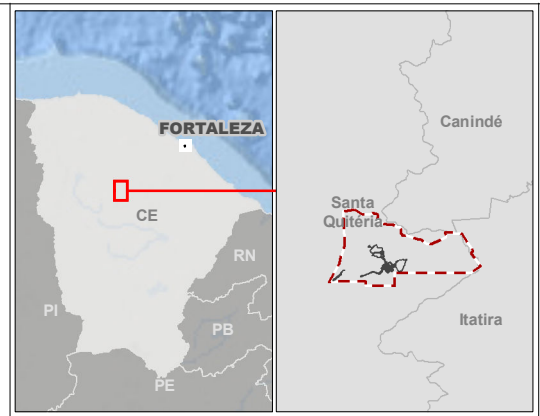 FORTALEZA
CE
RN
PB
PI
PE
Canindé
Santa
Quitéria
Itatira